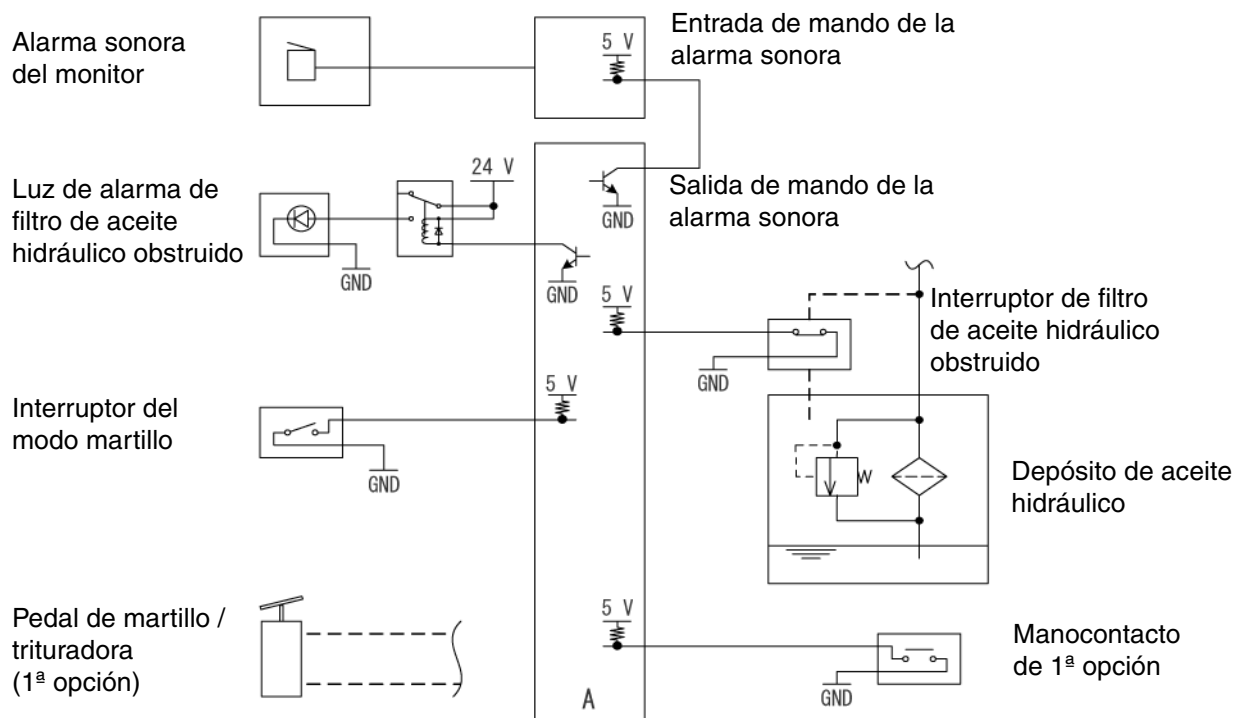 Alarma sonora
del monitor
5 V
Entrada de mando de la
alarma sonora
Luz de alarma de
filtro de aceite
hidráulico obstruido
24 V
GND
GND
Salida de mando de la
alarma sonora
GND
5 V
GND
Interruptor de filtro
de aceite hidráulico
obstruido
Interruptor del
modo martillo
5 V
GND
Depósito de aceite
hidráulico
Pedal de martillo /
trituradora
(1ª opción)
5 V
GND
Manocontacto
de 1ª opción
A